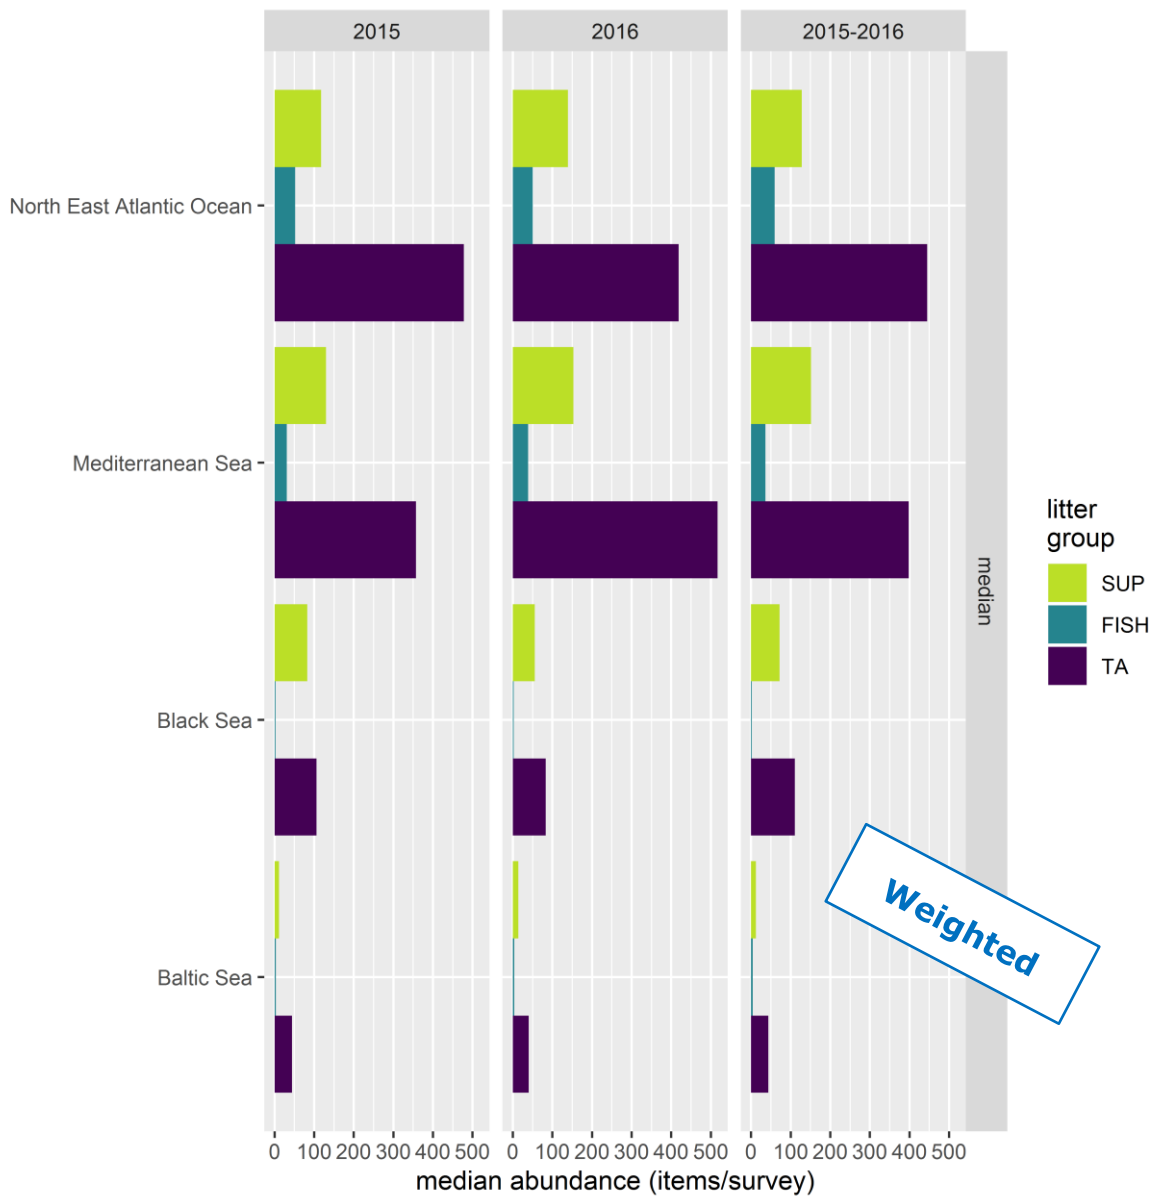 2015
2016
2015-2016
North East Atlantic Ocean
Mediterranean Sea
Black Sea
Baltic Sea
median
litter
group
SUP
FISH
TA
Weighted
0 100 200 300 400 500
0 100 200 300 400 500
0 100 200 300 400 500
median abundance (items/survey)